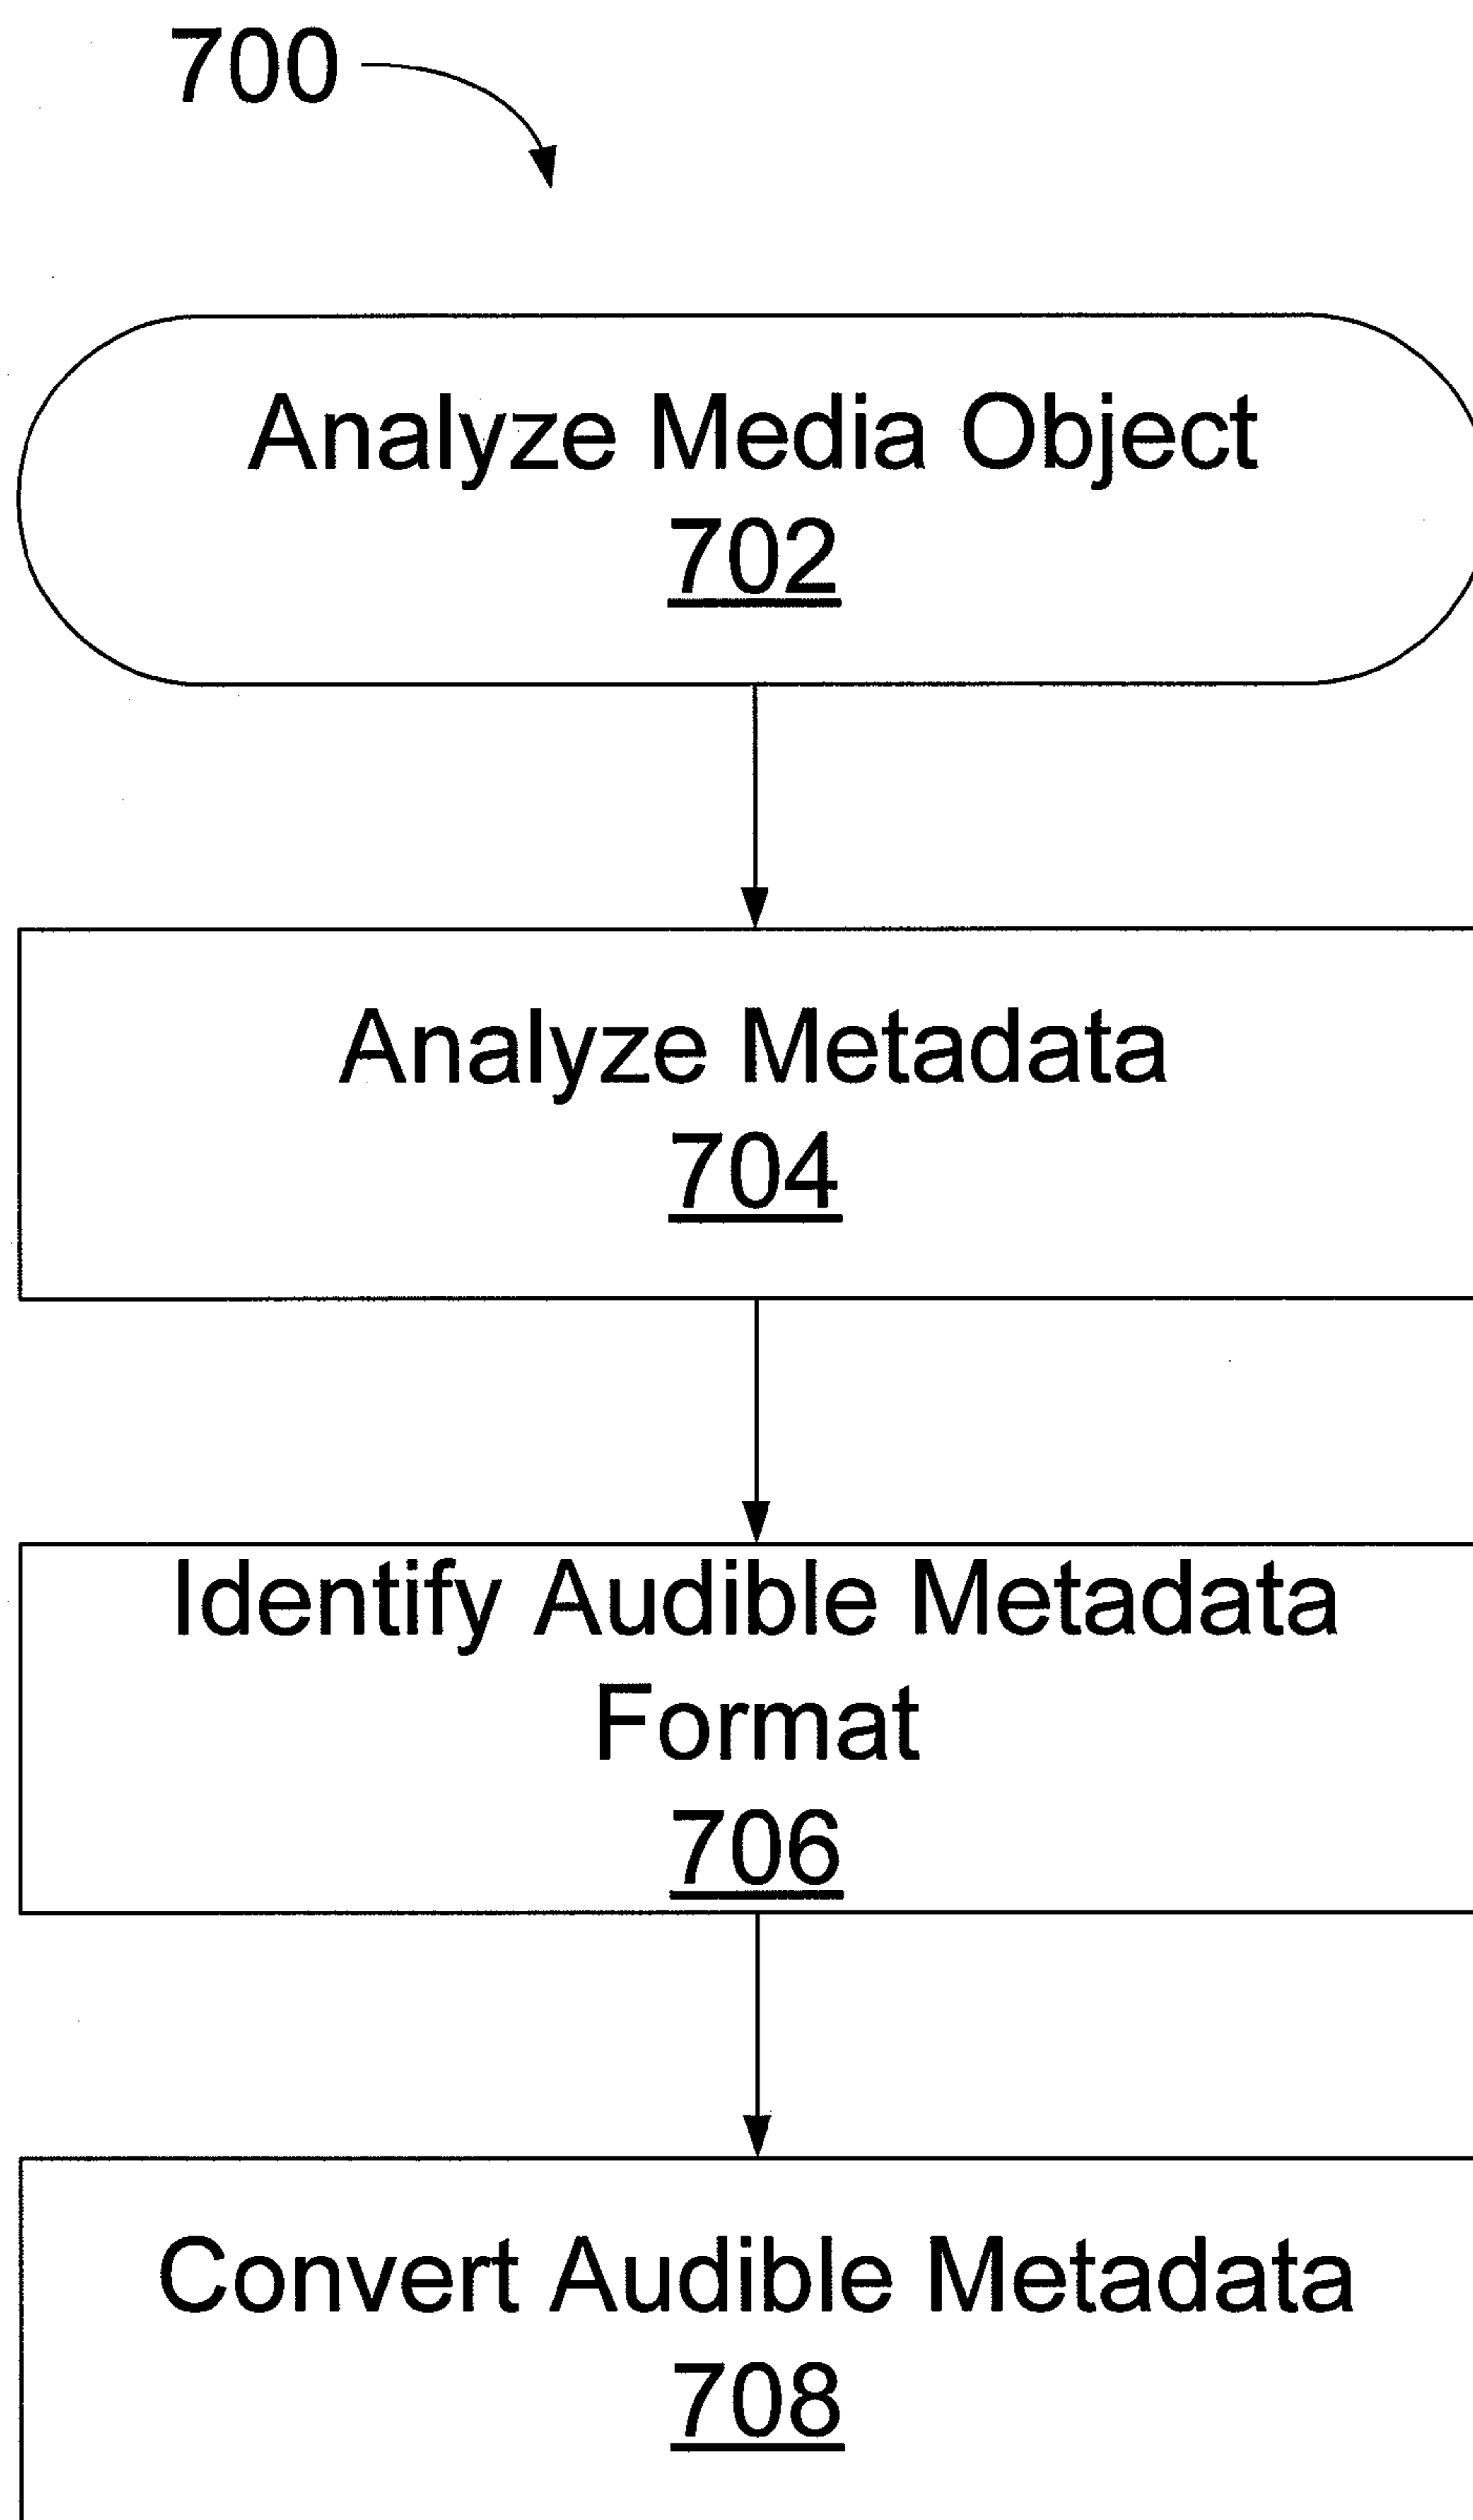 700
Analyze Media Object
702
Analyze Metadata
704
Identify Audible Metadata
Format
706
Convert Audible Metadata
708